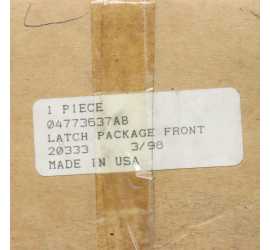 1 PIECE
04773637AB
LATCH PACKAGE FRONT
20333 3/98
MADE IN USA